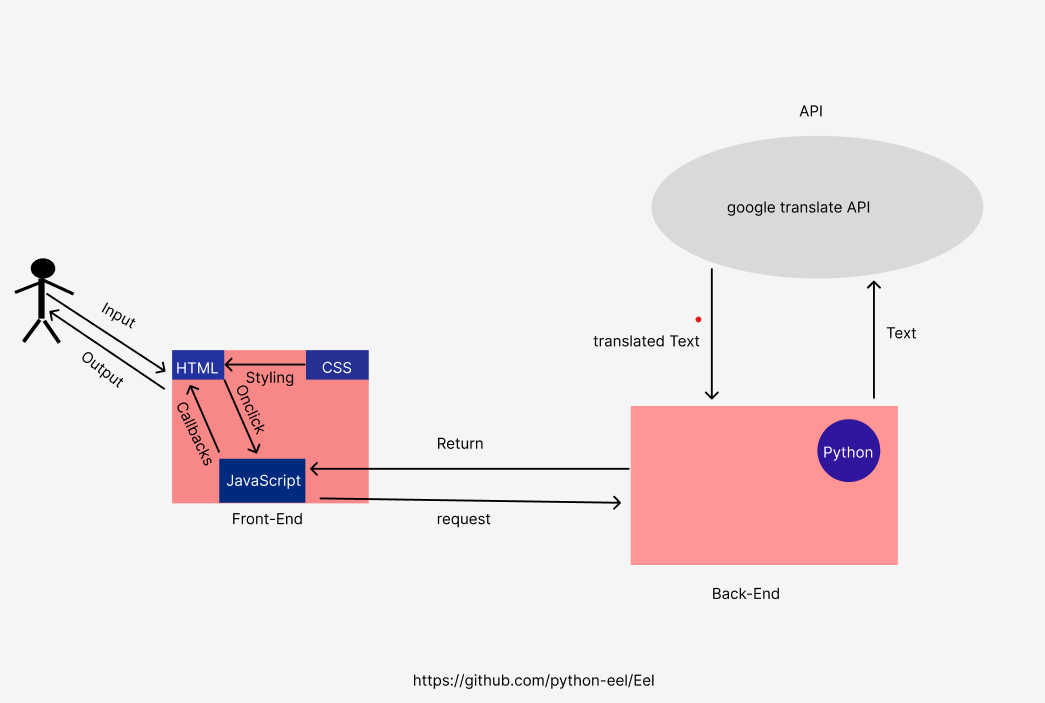 API
google translate API
Input
Output
translated Text
Text
HTML
CSS
Styling
Onclick
Callbacks
Return
Python
JavaScript
Front-End
request
Back-End
https://github.com/python-eel/Eel